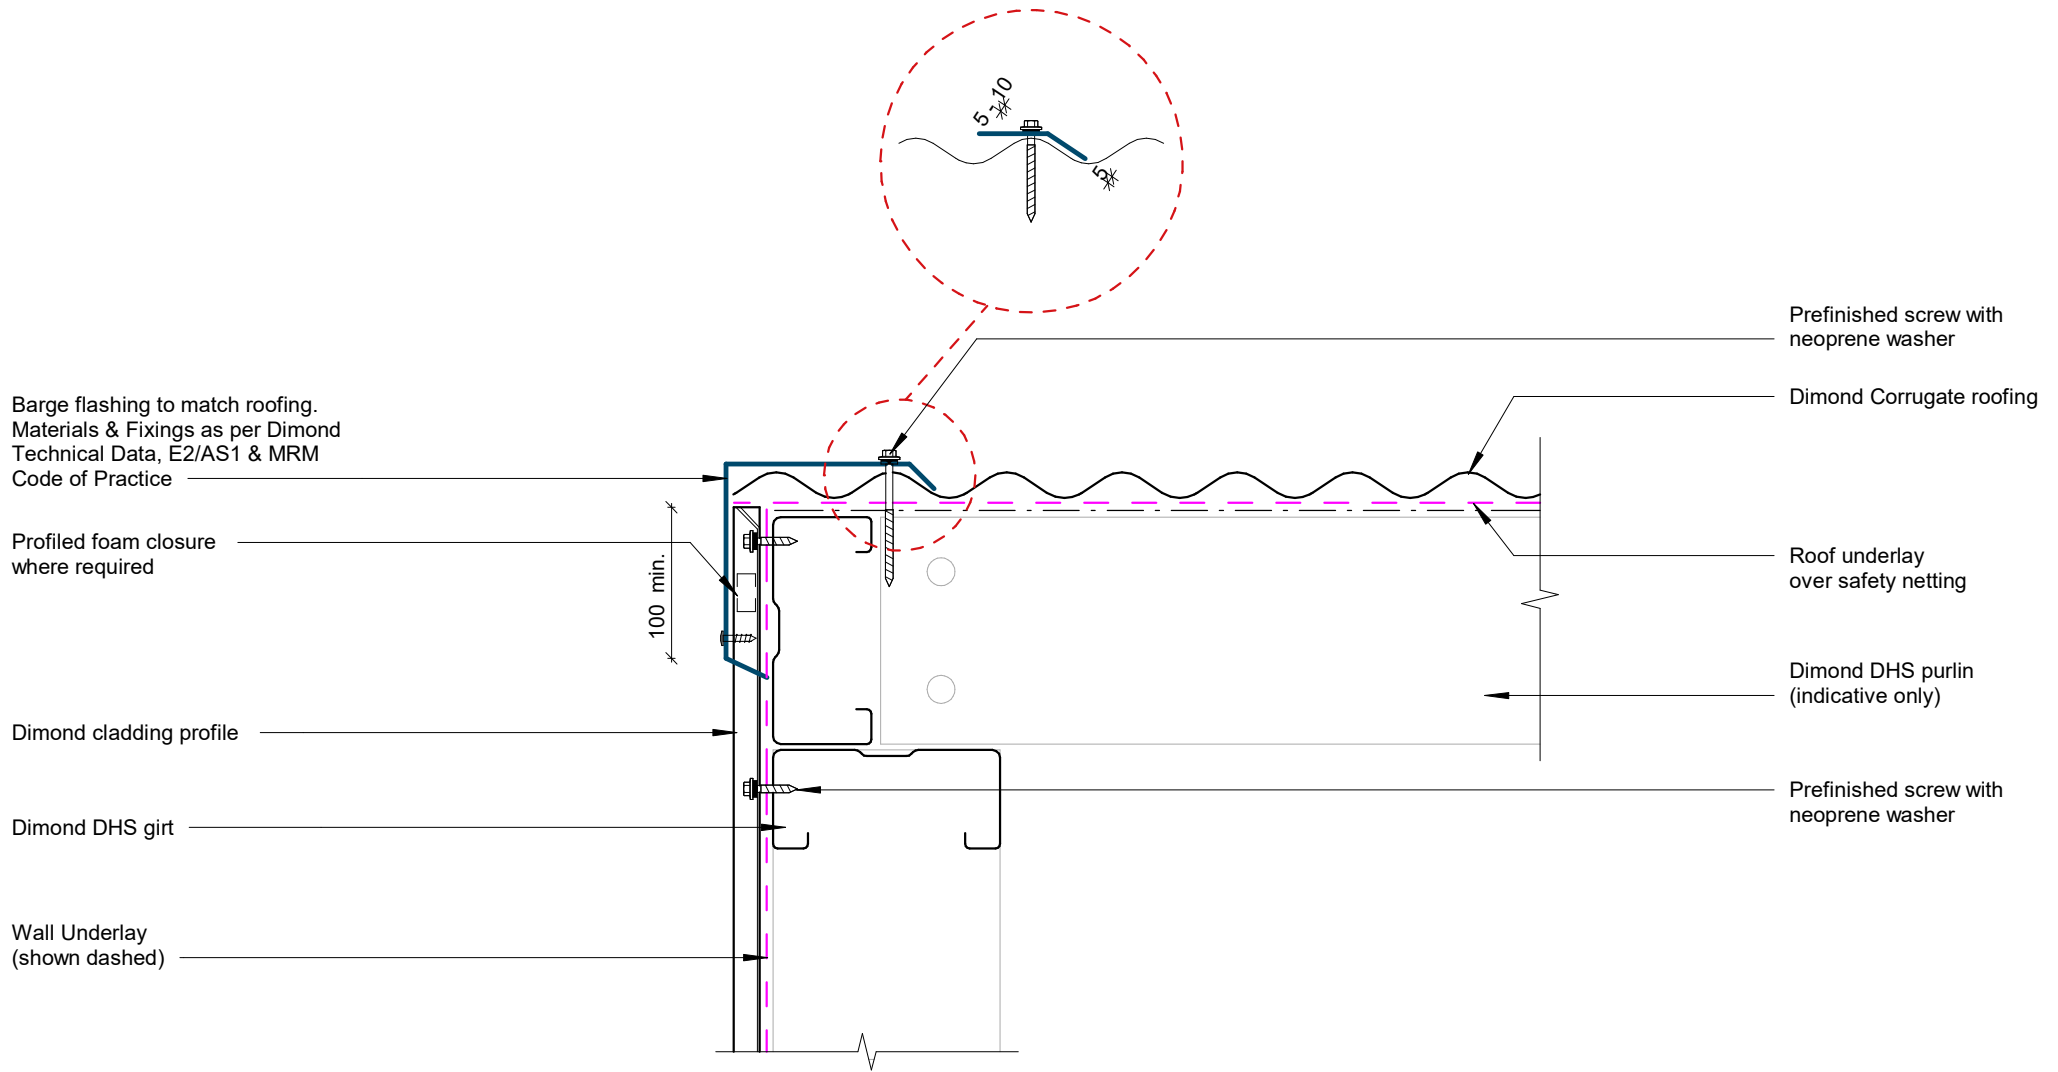 5 - 10
5
Prefinished screw with
neoprene washer
Dimond Corrugate roofing
Barge flashing to match roofing.
Materials & Fixings as per Dimond
Technical Data, E2/AS1 & MRM
Code of Practice
Profiled foam closure
where required
100 min.
Roof underlay
over safety netting
Dimond DHS purlin
(indicative only)
Dimond cladding profile
Prefinished screw with
neoprene washer
Dimond DHS girt
Wall Underlay
(shown dashed)